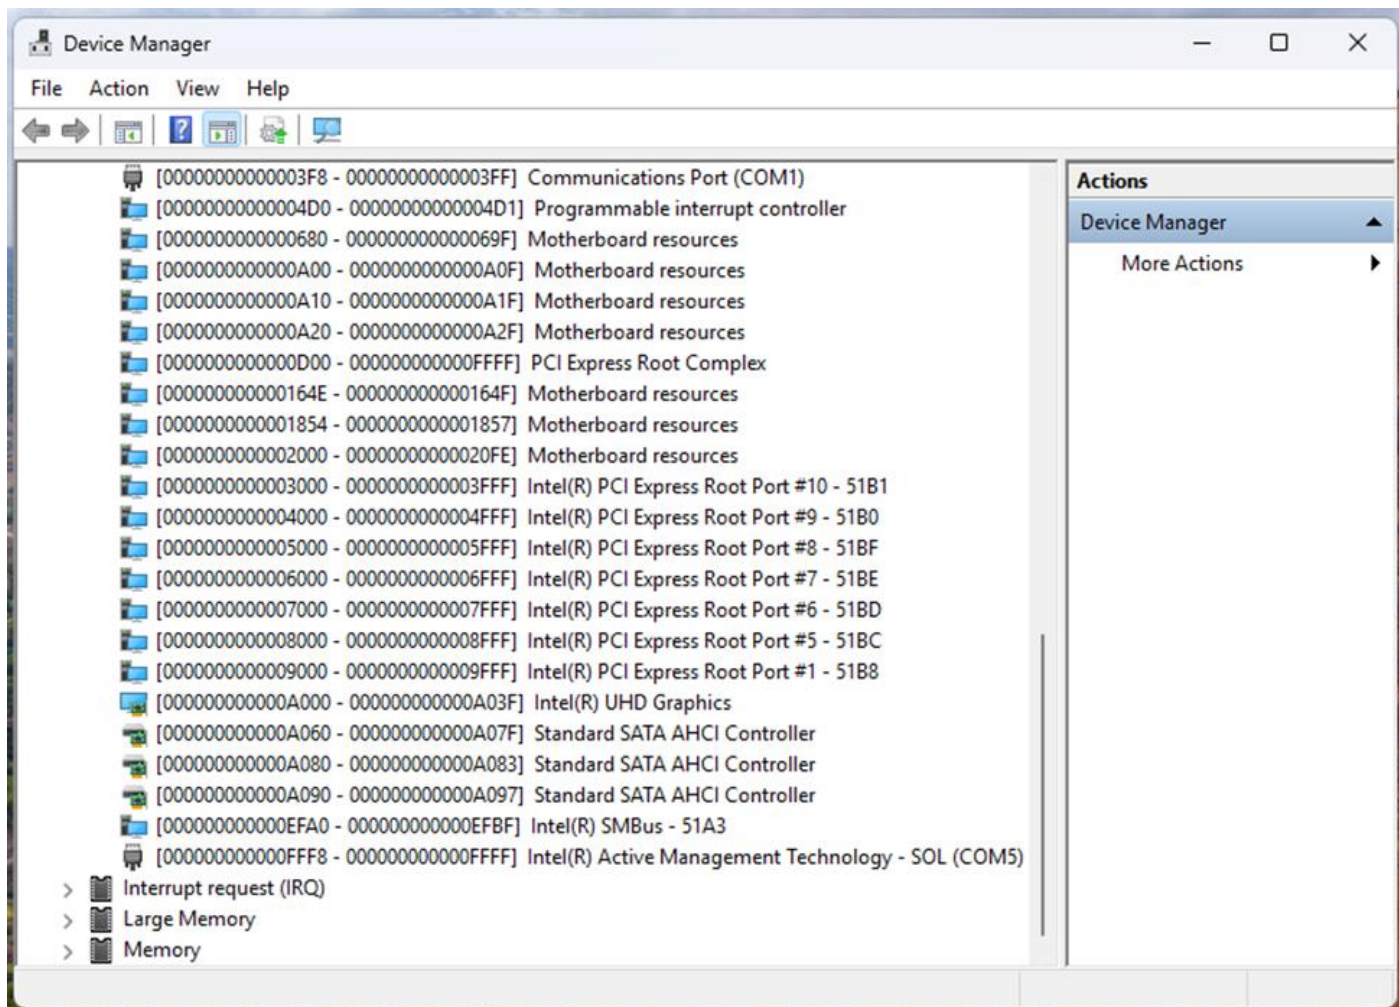 Device Manager
File Action View Help
[00000000000003F8 - 00000000000003FF] Communications Port (COM1)
[00000000000004D0 - 00000000000004D1] Programmable interrupt controller
[0000000000000680 - 000000000000069F] Motherboard resources
[0000000000000A00 - 0000000000000A0F] Motherboard resources
[0000000000000A10 - 0000000000000A1F] Motherboard resources
[0000000000000A20 - 0000000000000A2F] Motherboard resources
[0000000000000D00 - 000000000000FFFF] PCI Express Root Complex
[000000000000164E - 000000000000164F] Motherboard resources
[0000000000001854 - 0000000000001857] Motherboard resources
[0000000000002000 - 00000000000020FE] Motherboard resources
[0000000000003000 - 0000000000003FFF] Intel(R) PCI Express Root Port #10 - 51B1
[0000000000004000 - 0000000000004FFF] Intel(R) PCI Express Root Port #9 - 51B0
[0000000000005000 - 0000000000005FFF] Intel(R) PCI Express Root Port #8 - 51BF
[0000000000006000 - 0000000000006FFF] Intel(R) PCI Express Root Port #7 - 51BE
[0000000000007000 - 0000000000007FFF] Intel(R) PCI Express Root Port #6 - 51BD
[0000000000008000 - 0000000000008FFF] Intel(R) PCI Express Root Port #5 - 51BC
[0000000000009000 - 0000000000009FFF] Intel(R) PCI Express Root Port #1 - 51B8
[000000000000A000 - 000000000000A03F] Intel(R) UHD Graphics
[000000000000A060 - 000000000000A07F] Standard SATA AHCI Controller
[000000000000A080 - 000000000000A083] Standard SATA AHCI Controller
[000000000000A090 - 000000000000A097] Standard SATA AHCI Controller
[000000000000EFA0 - 000000000000EFBF] Intel(R) SMBus - 51A3
[000000000000FFF8 - 000000000000FFFF] Intel(R) Active Management Technology - SOL (COM5)
Interrupt request (IRQ)
Large Memory
Memory
Actions
Device Manager
More Actions